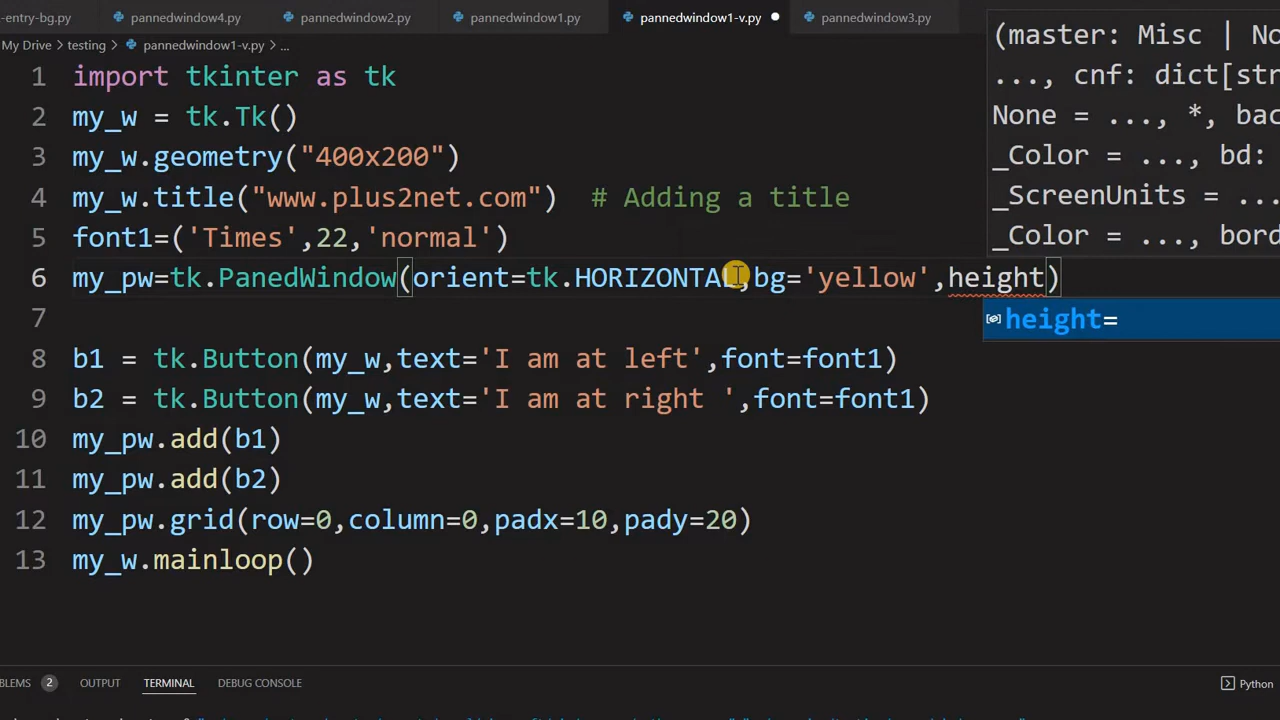 -entry-bg.py pannedwindow4.py pannedwindow2.py pannedwindow1.py pannedwindow1-v.py pannedwindow3.py
My Drive > testing > pannedwindow1-v.py > ...
(master: Misc | No
..., cnf: dict[str
None = ..., *, bac
_Color = ..., bd:
_ScreenUnits = ...
_Color = ..., bord
1 import tkinter as tk
2 my_w = tk.Tk()
3 my_w.geometry("400x200")
4 my_w.title("www.plus2net.com")  # Adding a title
5 font1=('Times',22,'normal')
6 my_pw=tk.PanedWindow(orient=tk.HORIZONTAL,bg='yellow',height)
height=
7
8 b1 = tk.Button(my_w,text='I am at left',font=font1)
9 b2 = tk.Button(my_w,text='I am at right ',font=font1)
10 my_pw.add(b1)
11 my_pw.add(b2)
12 my_pw.grid(row=0,column=0,padx=10,pady=20)
13 my_w.mainloop()
BLEMS 2 OUTPUT TERMINAL DEBUG CONSOLE Python